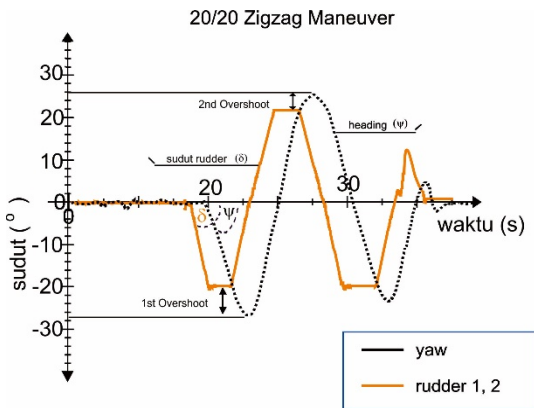 20/20 Zigzag Maneuver
30
2nd Overshoot
20
heading (ψ)
10
sudut rudder (δ)
20
30
0
0
δ
ψ
waktu (s)
-10
sudut ( o )
-20
1st Overshoot
-30
yaw
rudder 1, 2